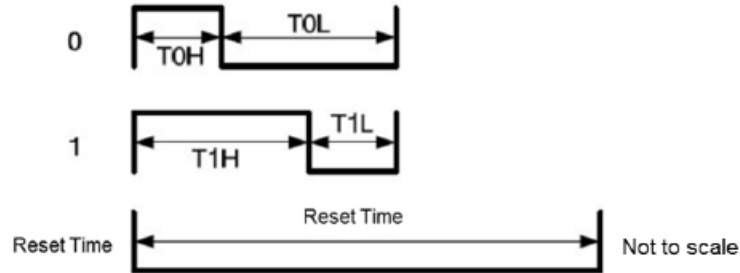 0
T0H
T0L
1
T1H
T1L
Reset Time
Reset Time
Not to scale